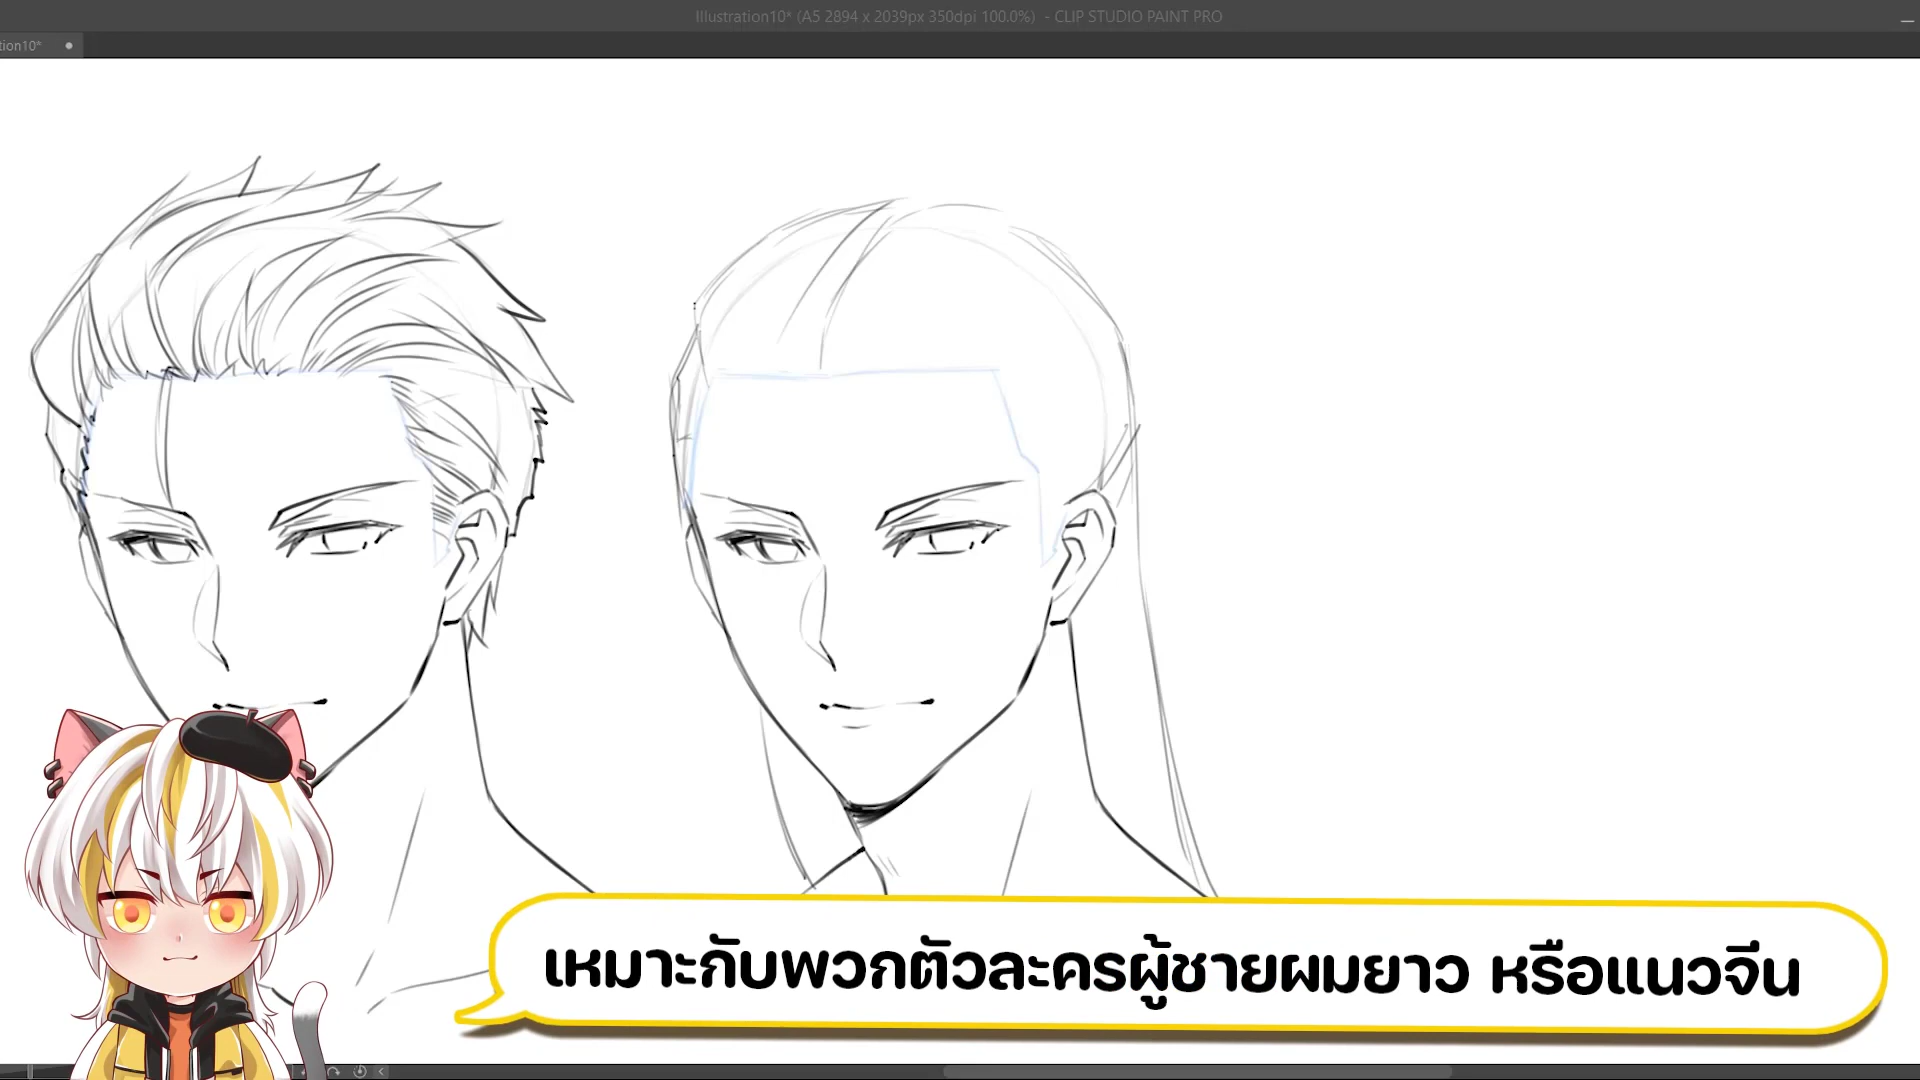 Illustration10* (A5 2894 x 2039px 350dpi 100.0%) - CLIP STUDIO PAINT PRO
tion10*
เหมาะกับพวกตัวละครผู้ชายผมยาว หรือแนวจีน